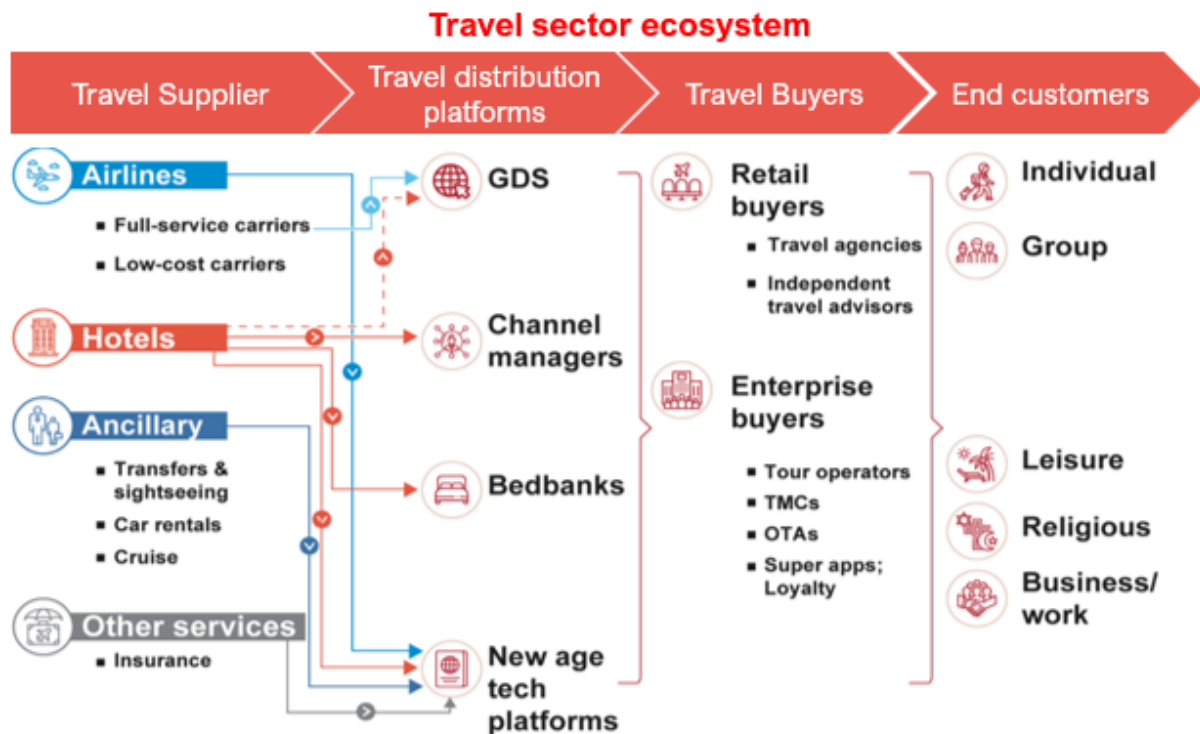 Travel sector ecosystem
Travel Supplier
Travel distribution
platforms
Travel Buyers
End customers
Airlines
▪ Full-service carriers
▪ Low-cost carriers
Hotels
Ancillary
▪ Transfers &
sightseeing
▪ Car rentals
▪ Cruise
Other services
▪ Insurance
GDS
Channel
managers
Bedbanks
New age
tech
platforms
Retail
buyers
▪ Travel agencies
▪ Independent
travel advisors
Enterprise
buyers
▪ Tour operators
▪ TMCs
▪ OTAs
▪ Super apps;
Loyalty
Individual
Group
Leisure
Religious
Business/
work